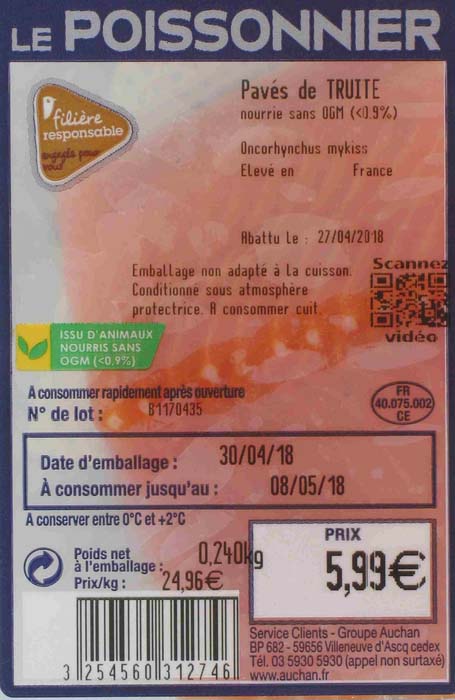 LE POISSONNIER
filière
responsable
engagés pour
vous
Pavés de TRUITE
nourrie sans OGM (<0.9%)
Oncorhynchus mykiss
Elevé en France
Abattu le : 27/04/2018
Emballage non adapté à la cuisson.
Conditionné sous atmosphère
protectrice. A consommer cuit.
Scannez
vidéo
ISSU D'ANIMAUX
NOURRIS SANS
OGM (<0,9%)
A consommer rapidement après ouverture
N° de lot : B1170435
FR
40.075.002
CE
Date d'emballage : 30/04/18
À consommer jusqu'au : 08/05/18
A conserver entre 0°C et +2°C
Poids net
à l'emballage : 0,240kg
Prix/kg : 24,96€
PRIX
5,99€
3 254560 312746
Service Clients - Groupe Auchan
BP 682 - 59656 Villeneuve d'Ascq cedex
Tél. 03 5930 5930 (appel non surtaxé)
www.auchan.fr